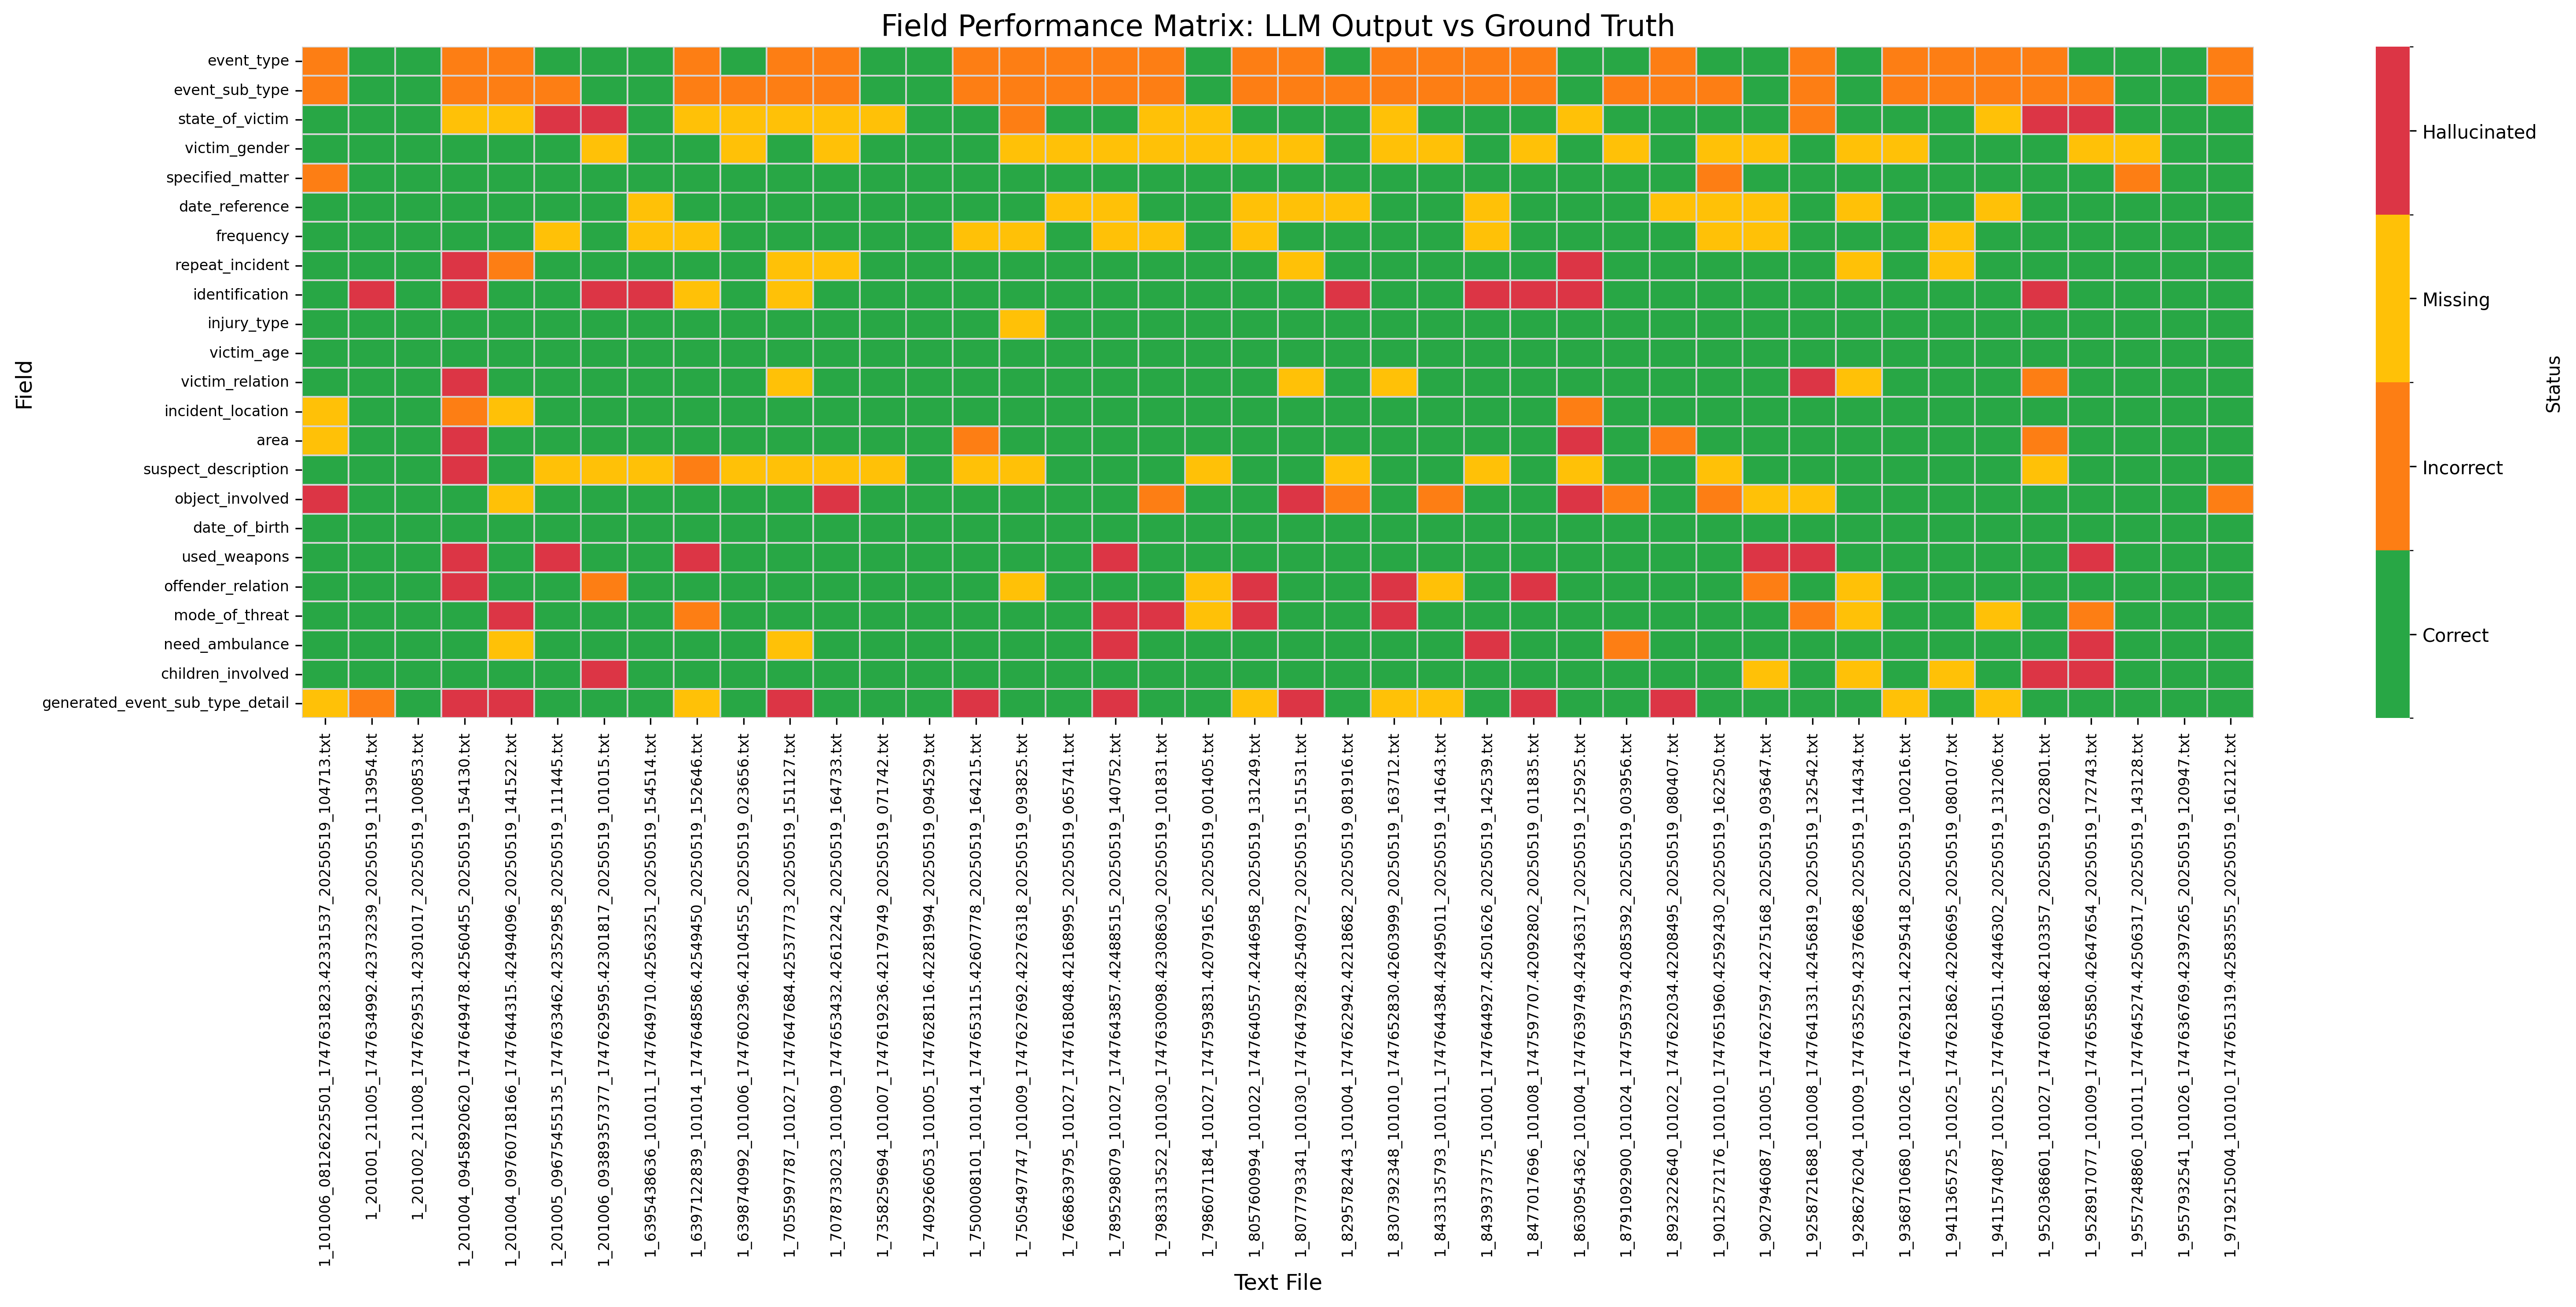 Field Performance Matrix: LLM Output vs Ground Truth
Field
event_type
event_sub_type
state_of_victim
victim_gender
specified_matter
date_reference
frequency
repeat_incident
identification
injury_type
victim_age
victim_relation
incident_location
area
suspect_description
object_involved
date_of_birth
used_weapons
offender_relation
mode_of_threat
need_ambulance
children_involved
generated_event_sub_type_detail
1_101006_08126225501_1747631823.42331537_20250519_104713.txt
1_201001_211005_1747634992.42373239_20250519_113954.txt
1_201002_211008_1747629531.42301017_20250519_100853.txt
1_201004_09458920620_1747649478.42560455_20250519_154130.txt
1_201004_09760718166_1747644315.42494096_20250519_141522.txt
1_201005_09675455135_1747633462.42352958_20250519_111445.txt
1_201006_09389357377_1747629595.42301817_20250519_101015.txt
1_6395438636_101011_1747649710.42563251_20250519_154514.txt
1_6397122839_101014_1747648586.42549450_20250519_152646.txt
1_6398740992_101006_1747602396.42104555_20250519_023656.txt
1_7055997787_101027_1747647684.42537773_20250519_151127.txt
1_7078733023_101009_1747653432.42612242_20250519_164733.txt
1_7358259694_101007_1747619236.42179749_20250519_071742.txt
1_7409266053_101005_1747628116.42281994_20250519_094529.txt
1_7500008101_101014_1747653115.42607778_20250519_164215.txt
1_7505497747_101009_1747627692.42276318_20250519_093825.txt
1_7668639795_101027_1747618048.42168995_20250519_065741.txt
1_7895298079_101027_1747643857.42488515_20250519_140752.txt
1_7983313522_101030_1747630098.42308630_20250519_101831.txt
1_7986071184_101027_1747593831.42079165_20250519_001405.txt
1_8057600994_101022_1747640557.42446958_20250519_131249.txt
1_8077793341_101030_1747647928.42540972_20250519_151531.txt
1_8295782443_101004_1747622942.42218682_20250519_081916.txt
1_8307392348_101010_1747652830.42603999_20250519_163712.txt
1_8433135793_101011_1747644384.42495011_20250519_141643.txt
1_8439373775_101001_1747644927.42501626_20250519_142539.txt
1_8477017696_101008_1747597707.42092802_20250519_011835.txt
1_8630954362_101004_1747639749.42436317_20250519_125925.txt
1_8791092900_101024_1747595379.42085392_20250519_003956.txt
1_8923222640_101022_1747622034.42208495_20250519_080407.txt
1_9012572176_101010_1747651960.42592430_20250519_162250.txt
1_9027946087_101005_1747627597.42275168_20250519_093647.txt
1_9258721688_101008_1747641331.42456819_20250519_132542.txt
1_9286276204_101009_1747635259.42376668_20250519_114434.txt
1_9368710680_101026_1747629121.42295418_20250519_100216.txt
1_9411365725_101025_1747621862.42206695_20250519_080107.txt
1_9411574087_101025_1747640511.42446302_20250519_131206.txt
1_9520368601_101027_1747601868.42103357_20250519_022801.txt
1_9528917077_101009_1747655850.42647654_20250519_172743.txt
1_9557248860_101011_1747645274.42506317_20250519_143128.txt
1_9557932541_101026_1747636769.42397265_20250519_120947.txt
1_9719215004_101010_1747651319.42583555_20250519_161212.txt
Text File
Hallucinated
Missing
Incorrect
Correct
Status